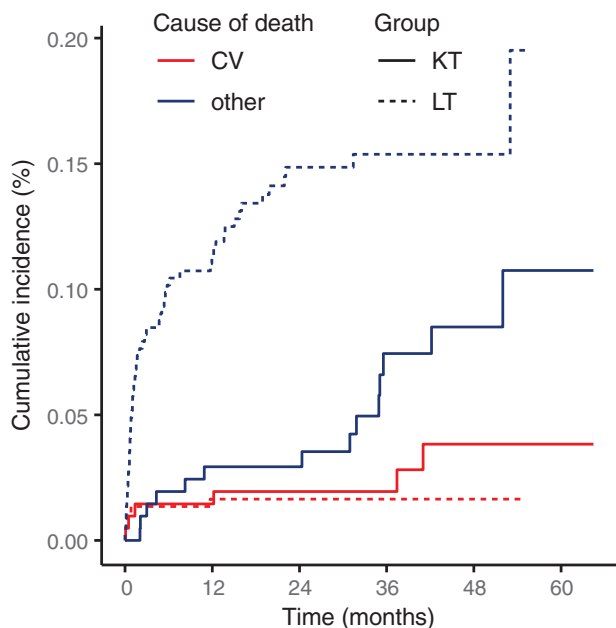 Cause of death Group
CV KT
other LT
Cumulative incidence (%)
0.20
0.15
0.10
0.05
0.00
0 12 24 36 48 60
Time (months)